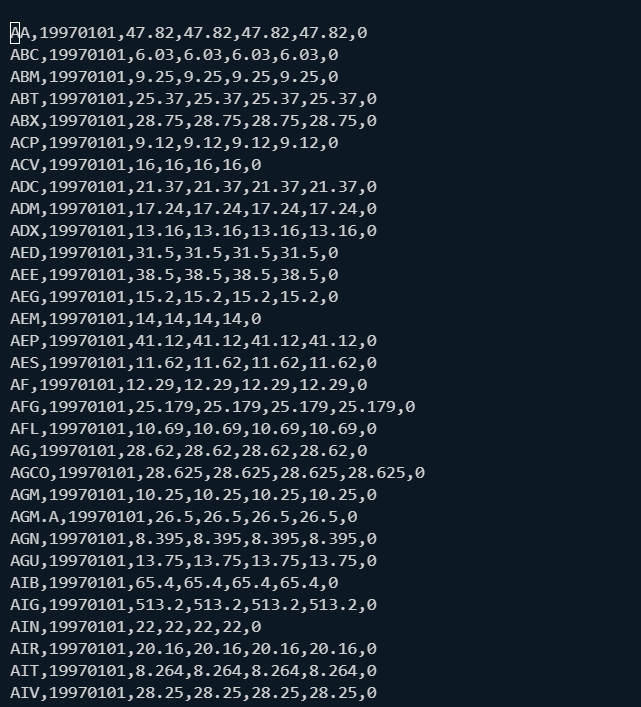 AA,19970101,47.82,47.82,47.82,47.82,0
ABC,19970101,6.03,6.03,6.03,6.03,0
ABM,19970101,9.25,9.25,9.25,9.25,0
ABT,19970101,25.37,25.37,25.37,25.37,0
ABX,19970101,28.75,28.75,28.75,28.75,0
ACP,19970101,9.12,9.12,9.12,9.12,0
ACV,19970101,16,16,16,16,0
ADC,19970101,21.37,21.37,21.37,21.37,0
ADM,19970101,17.24,17.24,17.24,17.24,0
ADX,19970101,13.16,13.16,13.16,13.16,0
AED,19970101,31.5,31.5,31.5,31.5,0
AEE,19970101,38.5,38.5,38.5,38.5,0
AEG,19970101,15.2,15.2,15.2,15.2,0
AEM,19970101,14,14,14,14,0
AEP,19970101,41.12,41.12,41.12,41.12,0
AES,19970101,11.62,11.62,11.62,11.62,0
AF,19970101,12.29,12.29,12.29,12.29,0
AFG,19970101,25.179,25.179,25.179,25.179,0
AFL,19970101,10.69,10.69,10.69,10.69,0
AG,19970101,28.62,28.62,28.62,28.62,0
AGCO,19970101,28.625,28.625,28.625,28.625,0
AGM,19970101,10.25,10.25,10.25,10.25,0
AGM.A,19970101,26.5,26.5,26.5,26.5,0
AGN,19970101,8.395,8.395,8.395,8.395,0
AGU,19970101,13.75,13.75,13.75,13.75,0
AIB,19970101,65.4,65.4,65.4,65.4,0
AIG,19970101,513.2,513.2,513.2,513.2,0
AIN,19970101,22,22,22,22,0
AIR,19970101,20.16,20.16,20.16,20.16,0
AIT,19970101,8.264,8.264,8.264,8.264,0
AIV,19970101,28.25,28.25,28.25,28.25,0